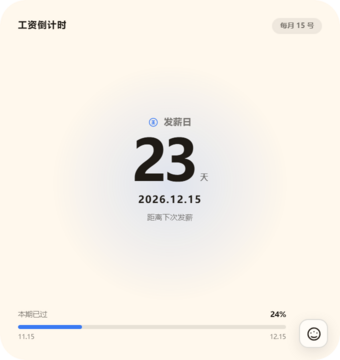 工资倒计时
每月 15 号
发薪日
23 天
2026.12.15
距离下次发薪
本期已过
24%
11.15
12.15